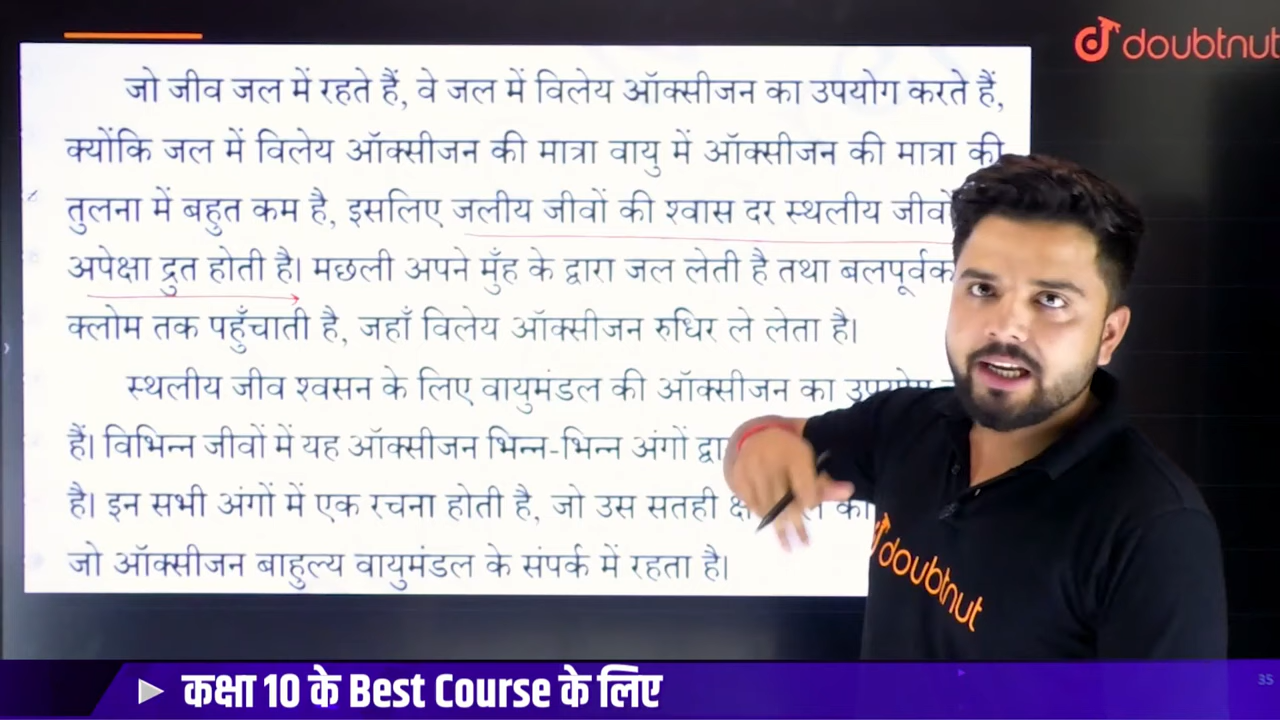 doubtnut
जो जीव जल में रहते हैं, वे जल में विलेय ऑक्सीजन का उपयोग करते हैं,
क्योंकि जल में विलेय ऑक्सीजन की मात्रा वायु में ऑक्सीजन की मात्रा की
तुलना में बहुत कम है, इसलिए जलीय जीवों की श्वास दर स्थलीय जीवों
अपेक्षा द्रुत होती है। मछली अपने मुँह के द्वारा जल लेती है तथा बलपूर्वक
क्लोम तक पहुँचाती है, जहाँ विलेय ऑक्सीजन रुधिर ले लेता है।
स्थलीय जीव श्वसन के लिए वायुमंडल की ऑक्सीजन का
हैं। विभिन्न जीवों में यह ऑक्सीजन भिन्न-भिन्न अंगों
है। इन सभी अंगों में एक रचना होती है, जो उस सतही
जो ऑक्सीजन बाहुल्य वायुमंडल के संपर्क में रहता है।
doubtnut
कक्षा 10 के Best Course के लिए
35